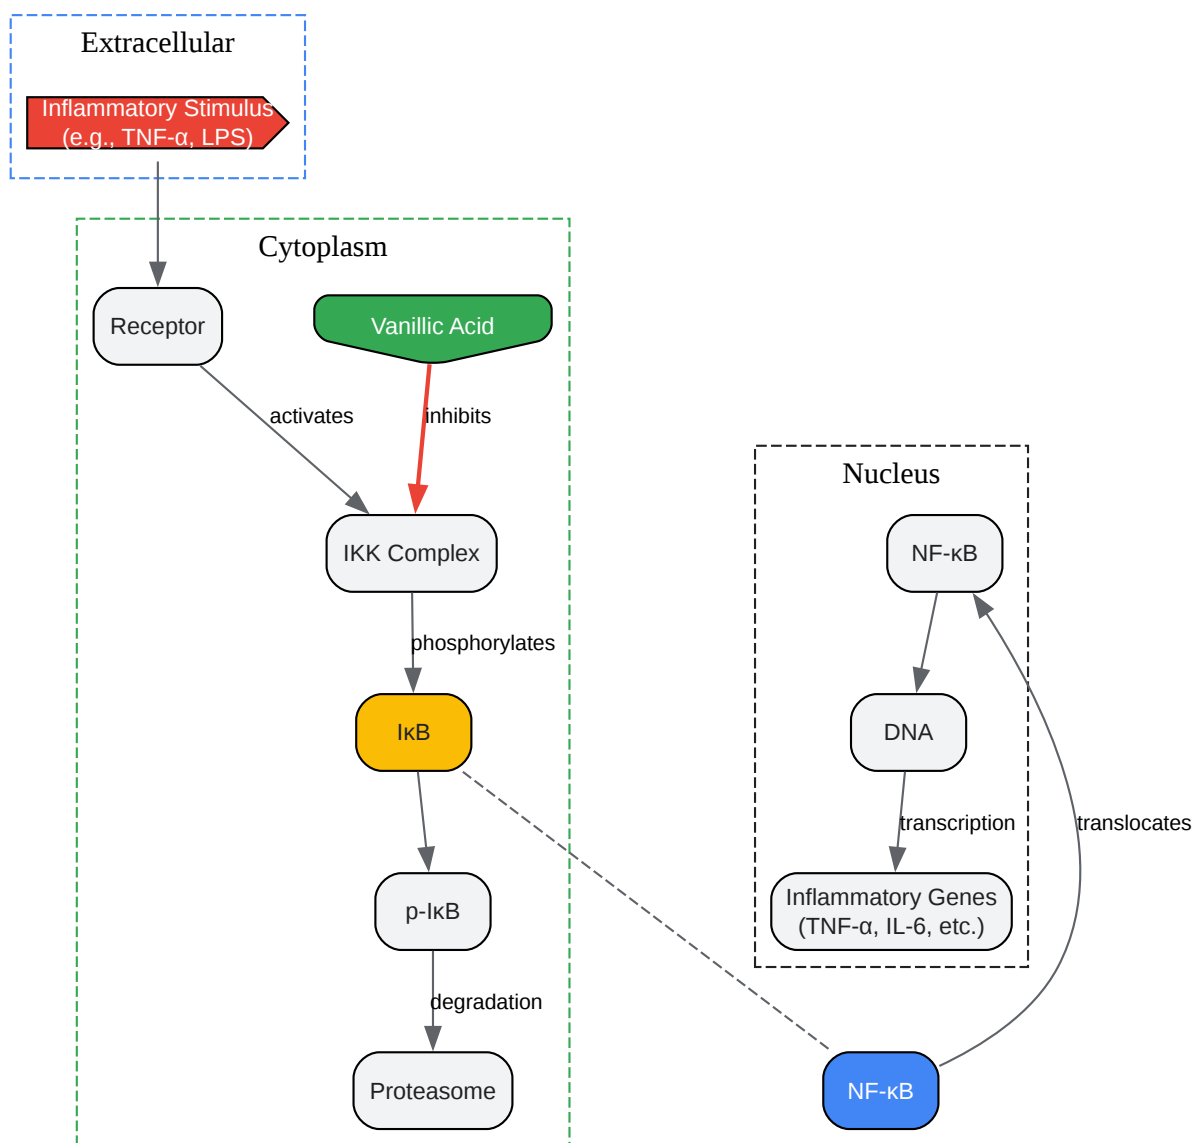 Extracellular
Inflammatory Stimulus
(e.g., TNF-α, LPS)
Cytoplasm
Receptor
Vanillic Acid
activates
inhibits
Nucleus
IKK Complex
NF-κB
phosphorylates
IκB
DNA
transcription
translocates
p-IκB
Inflammatory Genes
(TNF-α, IL-6, etc.)
degradation
Proteasome
NF-κB